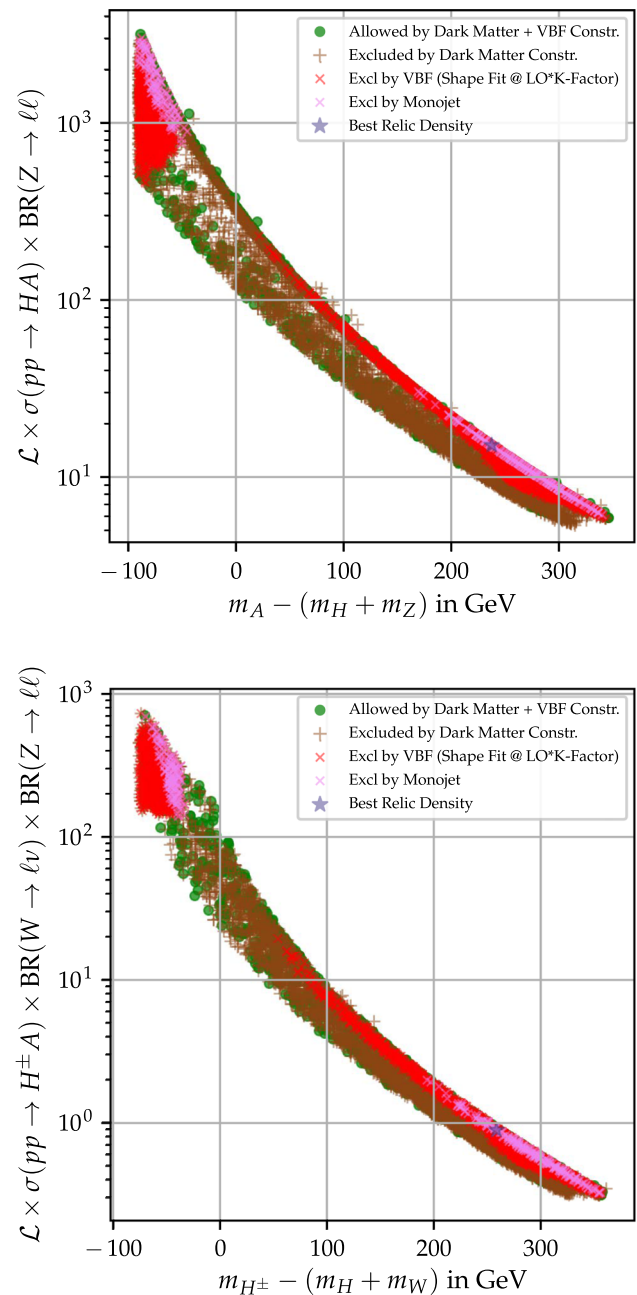 Allowed by Dark Matter + VBF Constr.
Excluded by Dark Matter Constr.
Excl by VBF (Shape Fit @ LO*K-Factor)
Excl by Monojet
Best Relic Density
10³
10²
10¹
ℒ × σ(pp → HA) × BR(Z → ℓℓ)
−100 0 100 200 300
m_A − (m_H + m_Z) in GeV
Allowed by Dark Matter + VBF Constr.
Excluded by Dark Matter Constr.
Excl by VBF (Shape Fit @ LO*K-Factor)
Excl by Monojet
Best Relic Density
10³
10²
10¹
10⁰
ℒ × σ(pp → H^±A) × BR(W → ℓν) × BR(Z → ℓℓ)
−100 0 100 200 300
m_{H^±} − (m_H + m_W) in GeV